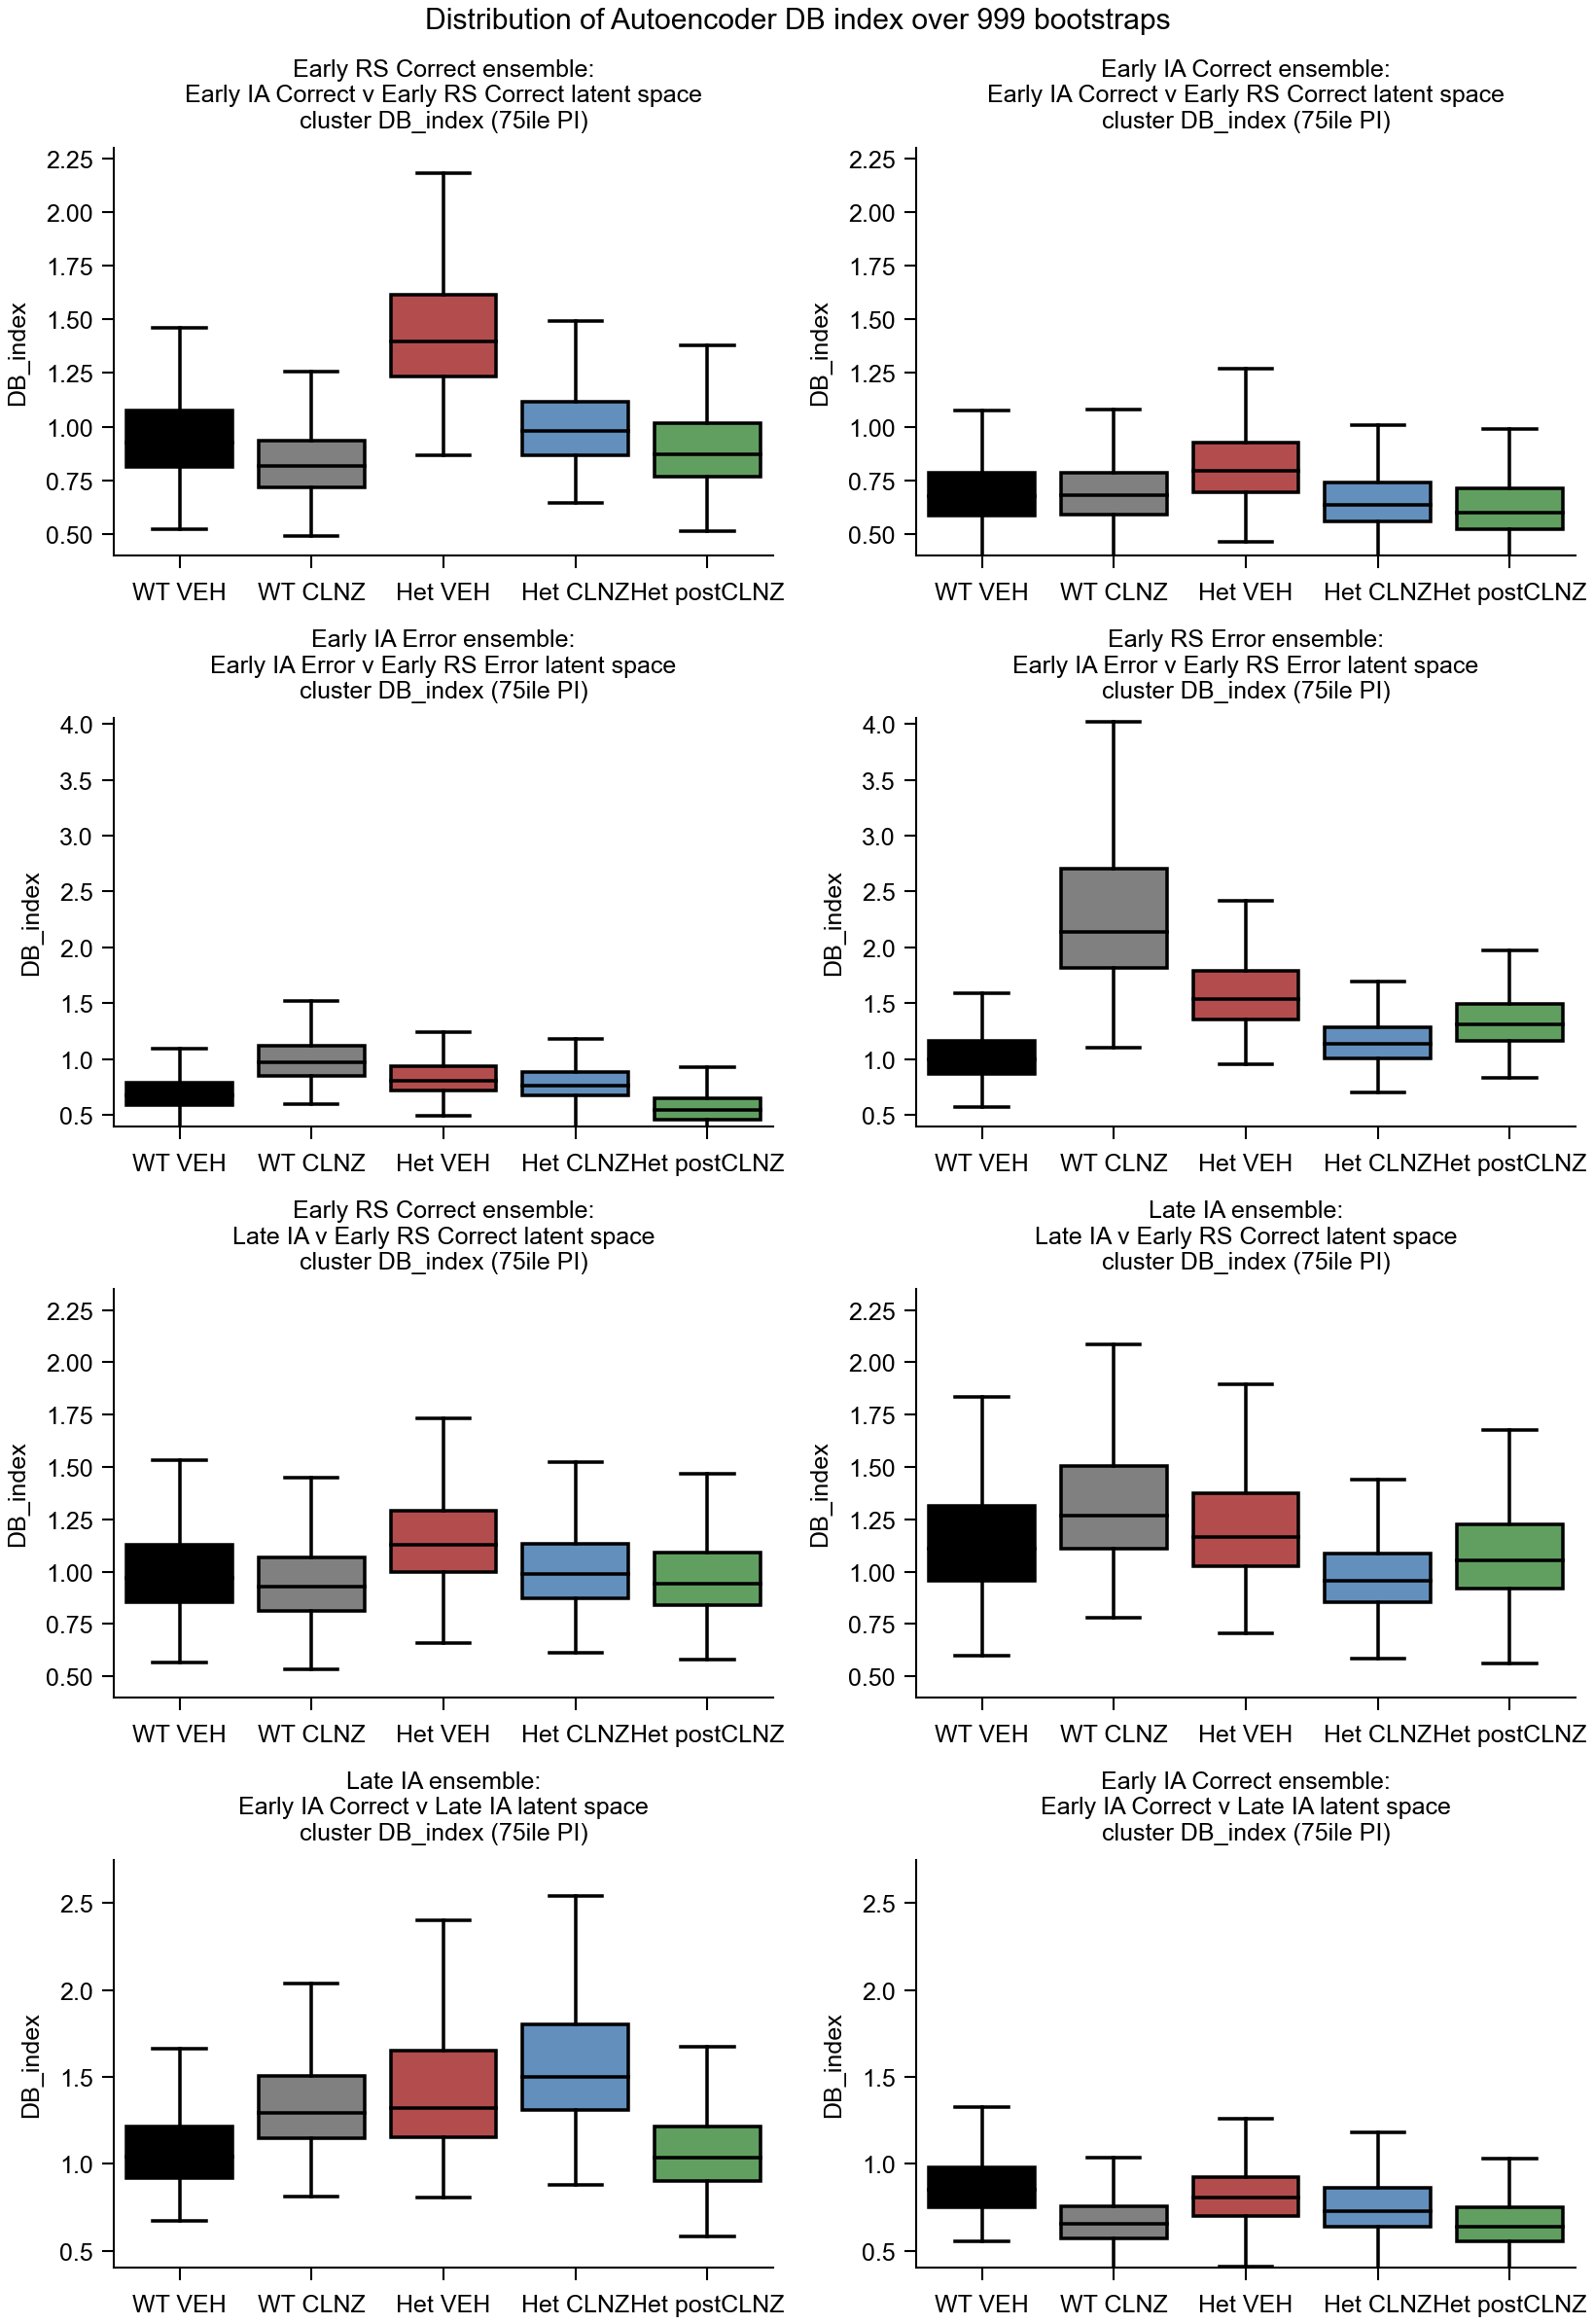 Distribution of Autoencoder DB index over 999 bootstraps
Early RS Correct ensemble:
Early IA Correct v Early RS Correct latent space
cluster DB_index (75ile PI)
DB_index
2.25
2.00
1.75
1.50
1.25
1.00
0.75
0.50
WT VEH WT CLNZ Het VEH Het CLNZ Het postCLNZ
Early IA Correct ensemble:
Early IA Correct v Early RS Correct latent space
cluster DB_index (75ile PI)
DB_index
2.25
2.00
1.75
1.50
1.25
1.00
0.75
0.50
WT VEH WT CLNZ Het VEH Het CLNZ Het postCLNZ
Early IA Error ensemble:
Early IA Error v Early RS Error latent space
cluster DB_index (75ile PI)
DB_index
4.0
3.5
3.0
2.5
2.0
1.5
1.0
0.5
WT VEH WT CLNZ Het VEH Het CLNZ Het postCLNZ
Early RS Error ensemble:
Early IA Error v Early RS Error latent space
cluster DB_index (75ile PI)
DB_index
4.0
3.5
3.0
2.5
2.0
1.5
1.0
0.5
WT VEH WT CLNZ Het VEH Het CLNZ Het postCLNZ
Early RS Correct ensemble:
Late IA v Early RS Correct latent space
cluster DB_index (75ile PI)
DB_index
2.25
2.00
1.75
1.50
1.25
1.00
0.75
0.50
WT VEH WT CLNZ Het VEH Het CLNZ Het postCLNZ
Late IA ensemble:
Late IA v Early RS Correct latent space
cluster DB_index (75ile PI)
DB_index
2.25
2.00
1.75
1.50
1.25
1.00
0.75
0.50
WT VEH WT CLNZ Het VEH Het CLNZ Het postCLNZ
Late IA ensemble:
Early IA Correct v Late IA latent space
cluster DB_index (75ile PI)
DB_index
2.5
2.0
1.5
1.0
0.5
WT VEH WT CLNZ Het VEH Het CLNZ Het postCLNZ
Early IA Correct ensemble:
Early IA Correct v Late IA latent space
cluster DB_index (75ile PI)
DB_index
2.5
2.0
1.5
1.0
0.5
WT VEH WT CLNZ Het VEH Het CLNZ Het postCLNZ